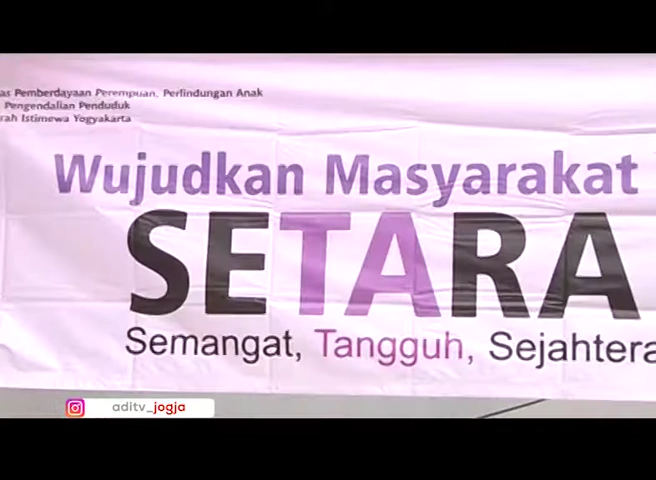 Pemberdayaan Perempuan, Perlindungan Anak
Pengendalian Penduduk
Istimewa Yogyakarta
Wujudkan Masyarakat
SETARA
Semangat, Tangguh, Sejahtera
aditv_jogja